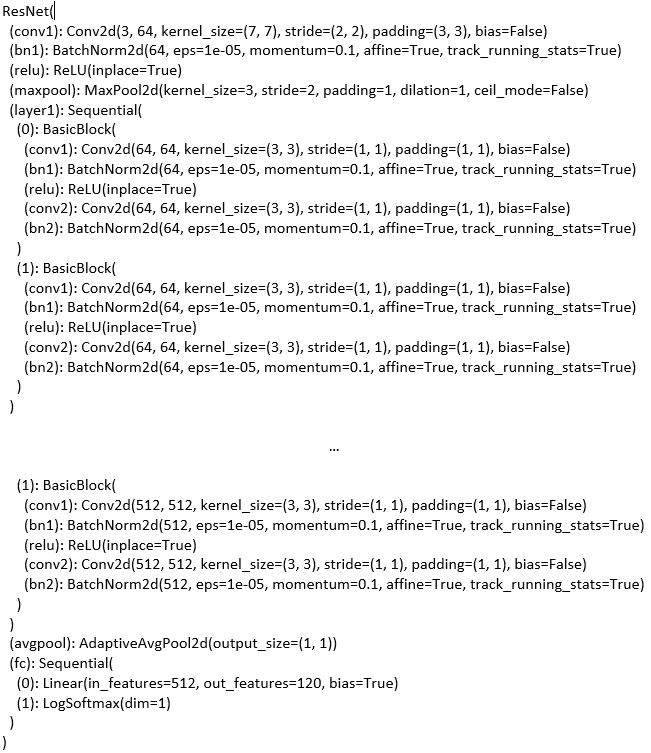 ResNet(
(conv1): Conv2d(3, 64, kernel_size=(7, 7), stride=(2, 2), padding=(3, 3), bias=False)
(bn1): BatchNorm2d(64, eps=1e-05, momentum=0.1, affine=True, track_running_stats=True)
(relu): ReLU(inplace=True)
(maxpool): MaxPool2d(kernel_size=3, stride=2, padding=1, dilation=1, ceil_mode=False)
(layer1): Sequential(
(0): BasicBlock(
(conv1): Conv2d(64, 64, kernel_size=(3, 3), stride=(1, 1), padding=(1, 1), bias=False)
(bn1): BatchNorm2d(64, eps=1e-05, momentum=0.1, affine=True, track_running_stats=True)
(relu): ReLU(inplace=True)
(conv2): Conv2d(64, 64, kernel_size=(3, 3), stride=(1, 1), padding=(1, 1), bias=False)
(bn2): BatchNorm2d(64, eps=1e-05, momentum=0.1, affine=True, track_running_stats=True)
)
(1): BasicBlock(
(conv1): Conv2d(64, 64, kernel_size=(3, 3), stride=(1, 1), padding=(1, 1), bias=False)
(bn1): BatchNorm2d(64, eps=1e-05, momentum=0.1, affine=True, track_running_stats=True)
(relu): ReLU(inplace=True)
(conv2): Conv2d(64, 64, kernel_size=(3, 3), stride=(1, 1), padding=(1, 1), bias=False)
(bn2): BatchNorm2d(64, eps=1e-05, momentum=0.1, affine=True, track_running_stats=True)
)
)
...
(1): BasicBlock(
(conv1): Conv2d(512, 512, kernel_size=(3, 3), stride=(1, 1), padding=(1, 1), bias=False)
(bn1): BatchNorm2d(512, eps=1e-05, momentum=0.1, affine=True, track_running_stats=True)
(relu): ReLU(inplace=True)
(conv2): Conv2d(512, 512, kernel_size=(3, 3), stride=(1, 1), padding=(1, 1), bias=False)
(bn2): BatchNorm2d(512, eps=1e-05, momentum=0.1, affine=True, track_running_stats=True)
)
)
(avgpool): AdaptiveAvgPool2d(output_size=(1, 1))
(fc): Sequential(
(0): Linear(in_features=512, out_features=120, bias=True)
(1): LogSoftmax(dim=1)
)
)